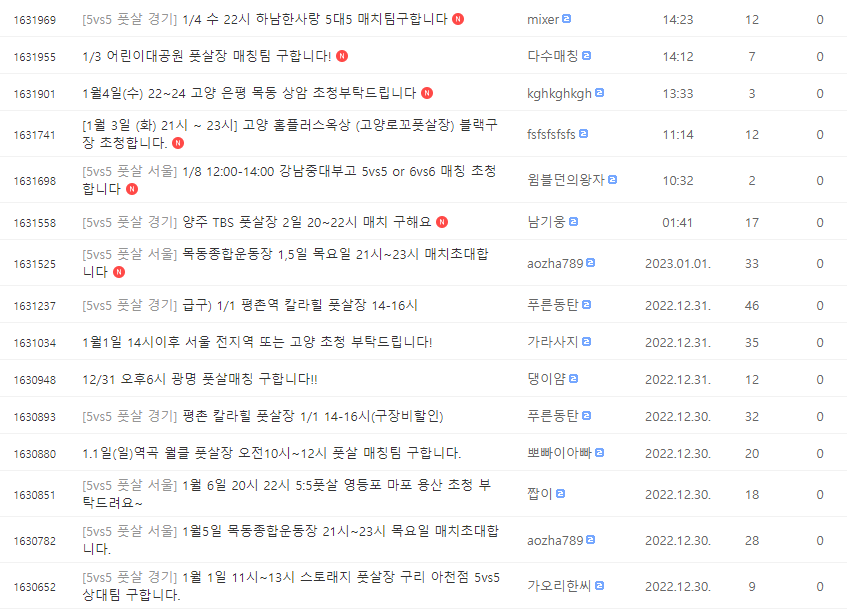 1631969 [5vs5 풋살 경기] 1/4 수 22시 하남한사랑 5대5 매치팀구합니다 N mixer 14:23 12 0
1631955 1/3 어린이대공원 풋살장 매칭팀 구합니다! N 다수매칭 14:12 7 0
1631901 1월4일(수) 22~24 고양 은평 목동 상암 초청부탁드립니다 N kghkghkgh 13:33 3 0
1631741 [1월 3일 (화) 21시 ~ 23시] 고양 홈플러스옥상 (고양로꼬풋살장) 블랙구
장 초청합니다. N fsfsfsfsfs 11:14 12 0
1631698 [5vs5 풋살 서울] 1/8 12:00-14:00 강남중대부고 5vs5 or 6vs6 매칭 초청
합니다 N 윔블던의왕자 10:32 2 0
1631558 [5vs5 풋살 경기] 양주 TBS 풋살장 2일 20~22시 매치 구해요 N 남기웅 01:41 17 0
1631525 [5vs5 풋살 서울] 목동종합운동장 1,5일 목요일 21시~23시 매치초대합
니다 N aozha789 2023.01.01. 33 0
1631237 [5vs5 풋살 경기] 급구) 1/1 평촌역 칼라힐 풋살장 14-16시 푸른동탄 2022.12.31. 46 0
1631034 1월1일 14시이후 서울 전지역 또는 고양 초청 부탁드립니다! 가라사지 2022.12.31. 35 0
1630948 12/31 오후6시 광명 풋살매칭 구합니다!! 댕이얌 2022.12.31. 12 0
1630893 [5vs5 풋살 경기] 평촌 칼라힐 풋살장 1/1 14-16시(구장비할인) 푸른동탄 2022.12.30. 32 0
1630880 1.1일(일)역곡 월클 풋살장 오전10시~12시 풋살 매칭팀 구합니다. 뽀빠이아빠 2022.12.30. 20 0
1630851 [5vs5 풋살 서울] 1월 6일 20시 22시 5:5풋살 영등포 마포 용산 초청 부
탁드려요~ 짭이 2022.12.30. 18 0
1630782 [5vs5 풋살 서울] 1월5일 목동종합운동장 21시~23시 목요일 매치초대합
니다. aozha789 2022.12.30. 28 0
1630652 [5vs5 풋살 경기] 1월 1일 11시~13시 스토래지 풋살장 구리 아천점 5vs5
상대팀 구합니다. 가오리한씨 2022.12.30. 9 0